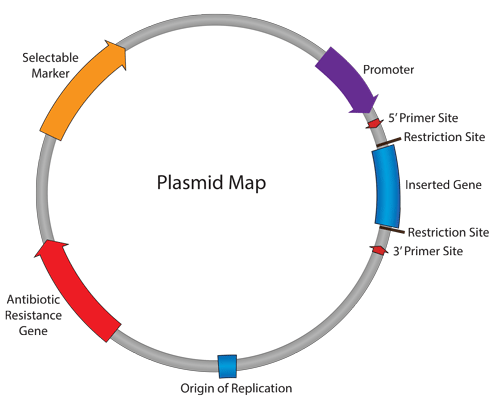 Selectable
Marker
Promoter
5' Primer Site
Restriction Site
Plasmid Map
Inserted Gene
Restriction Site
3' Primer Site
Antibiotic
Resistance
Gene
Origin of Replication